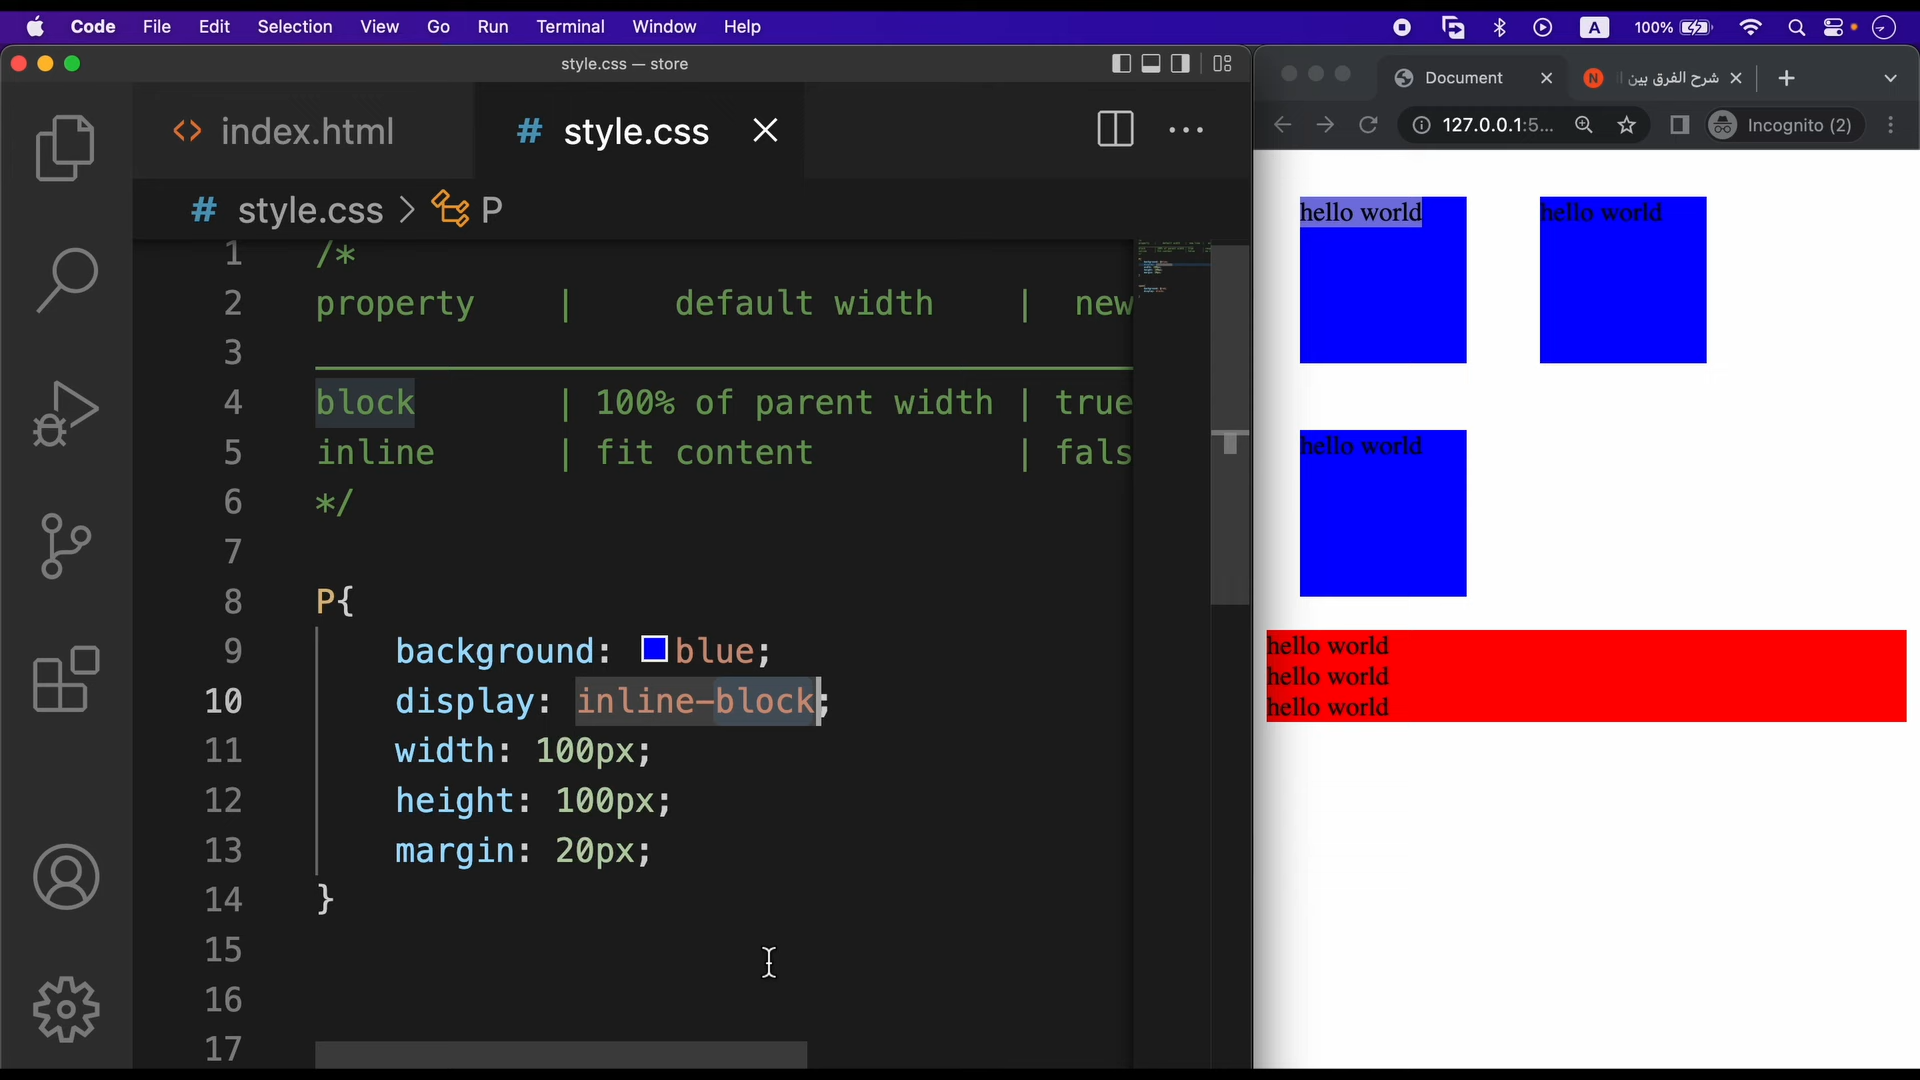 Code File Edit Selection View Go Run Terminal Window Help
A 100%
style.css — store
index.html
# style.css
# style.css > P
1 /*
2 property | default width | new
3
4 block | 100% of parent width | true
5 inline | fit content | fals
6 */
7
8 P{
9 background: blue;
10 display: inline-block;
11 width: 100px;
12 height: 100px;
13 margin: 20px;
14 }
15
16
17
Document
N شرح الفرق بين ا
127.0.0.1:5...
Incognito (2)
hello world hello world
hello world
hello world
hello world
hello world